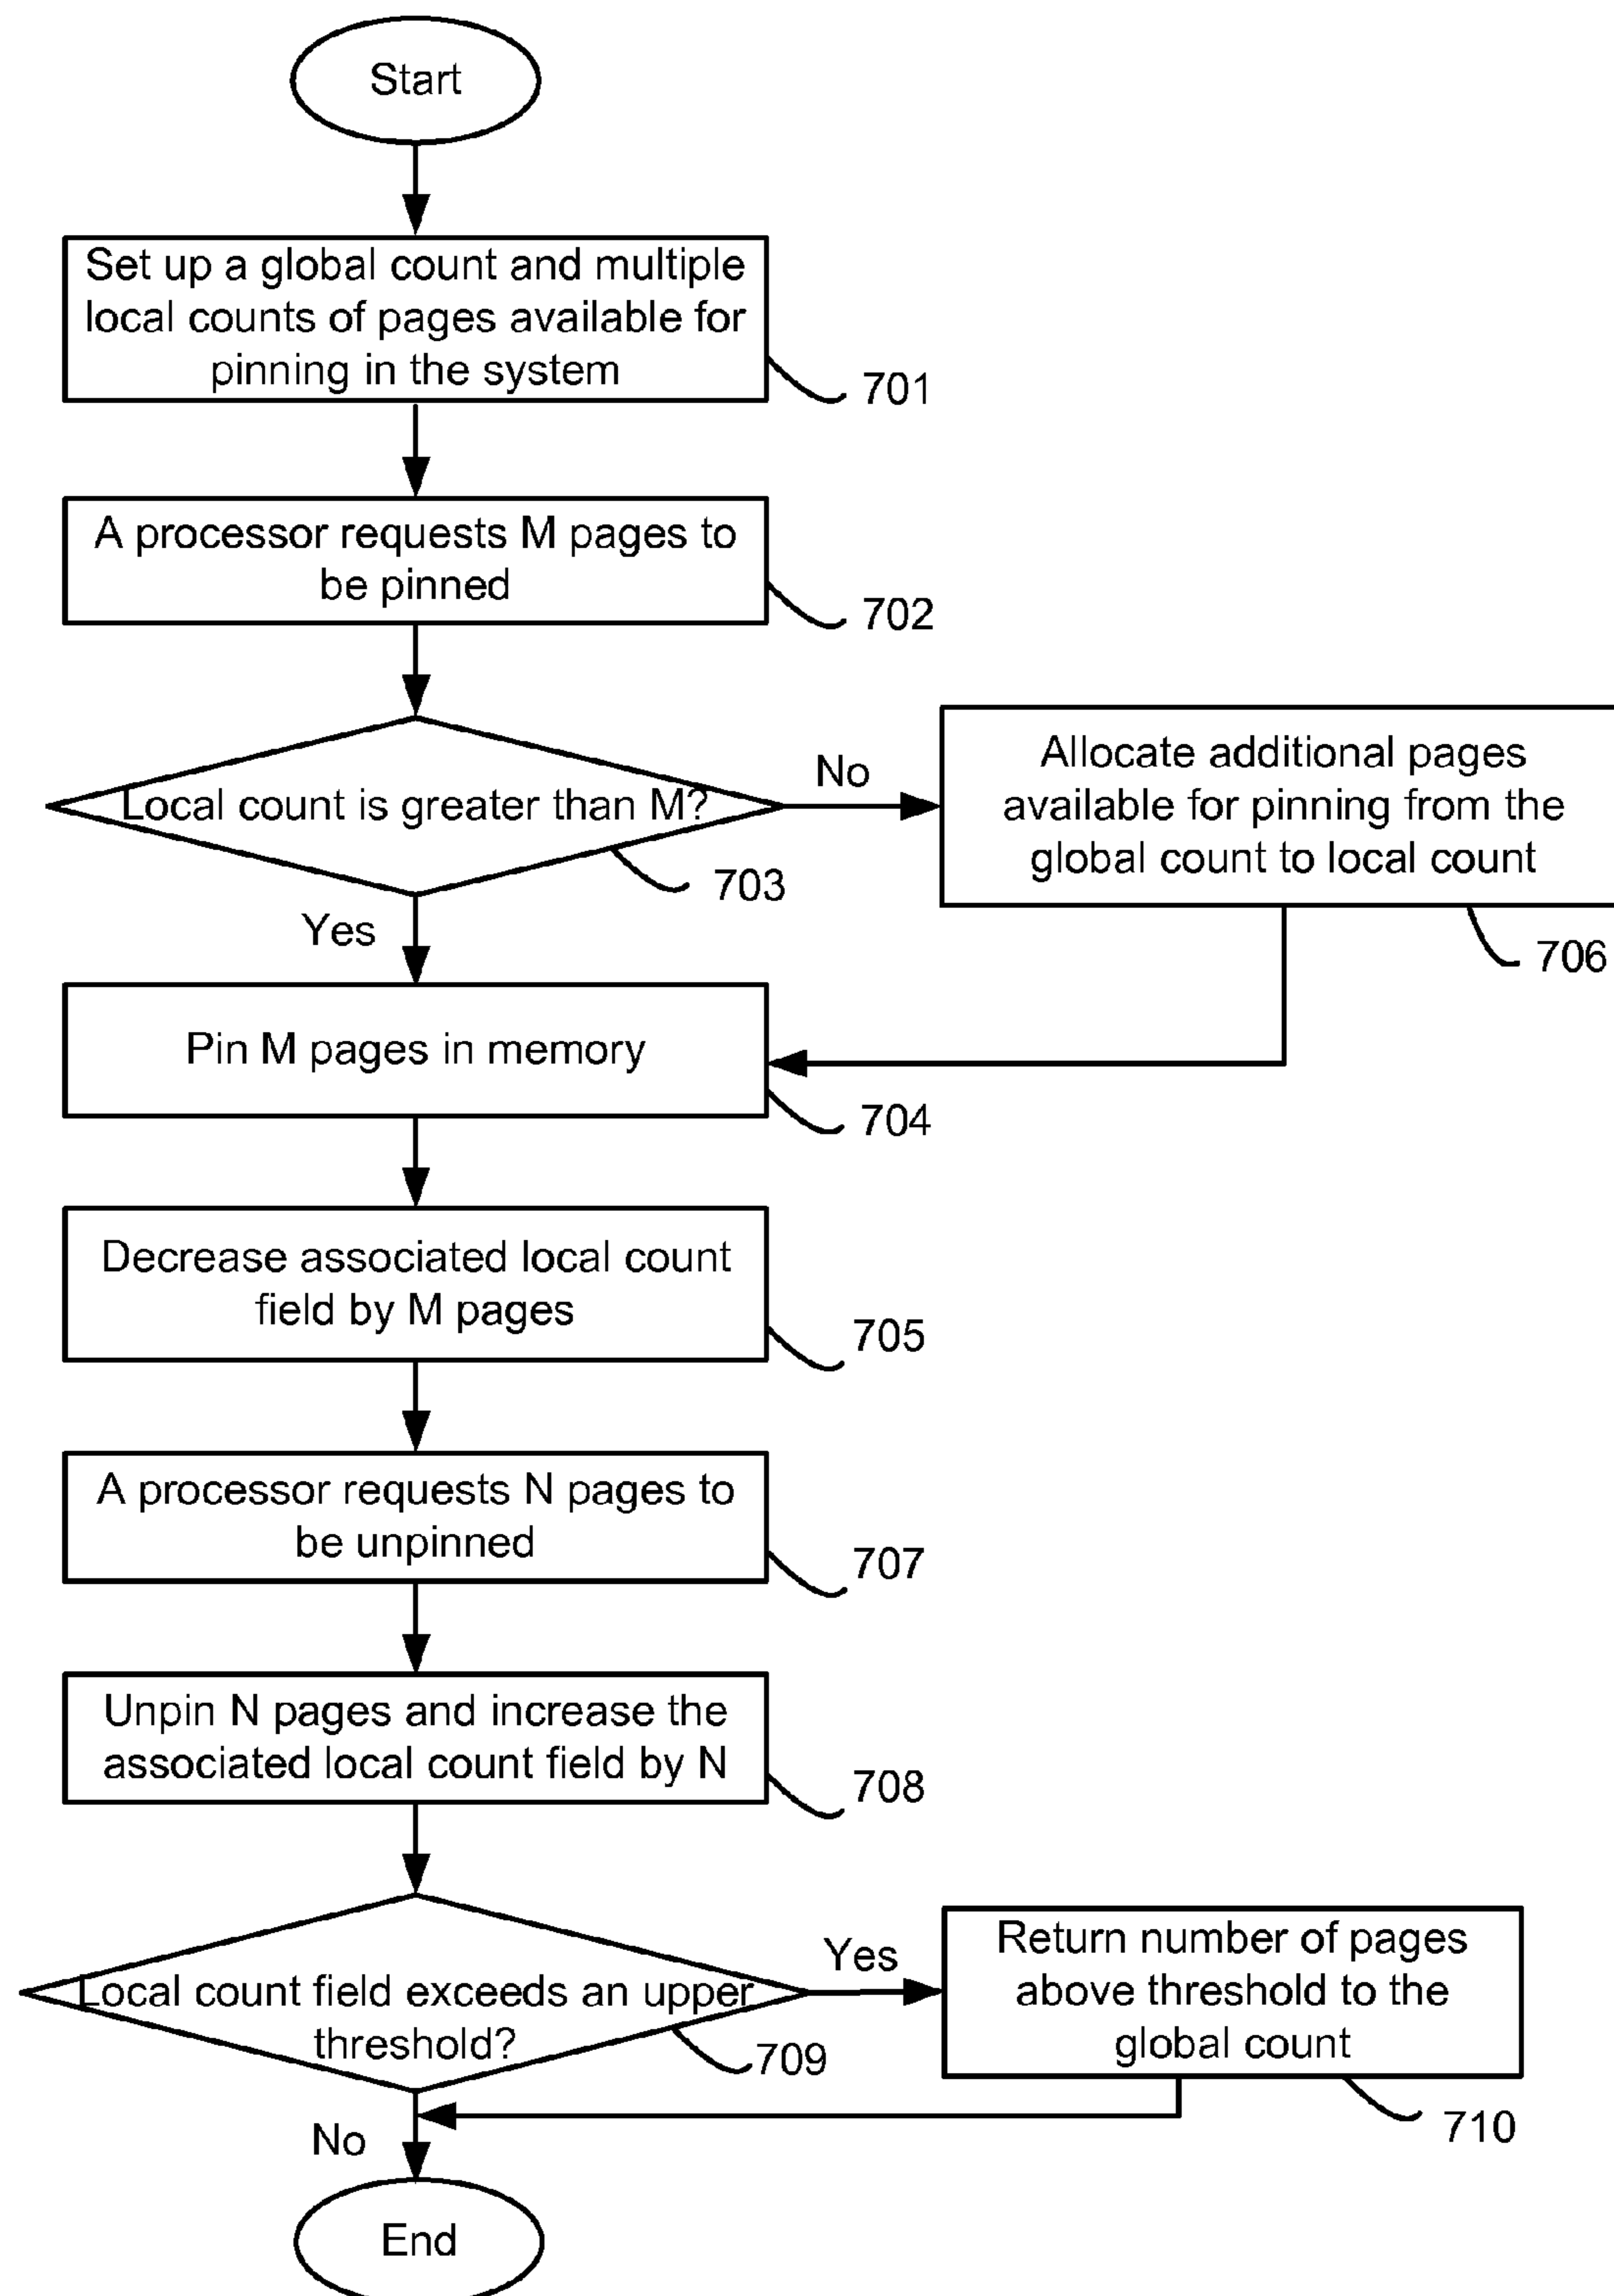 Start
Set up a global count and multiple
local counts of pages available for
pinning in the system
701
A processor requests M pages to
be pinned
702
Local count is greater than M?
703
No
Allocate additional pages
available for pinning from the
global count to local count
706
Yes
Pin M pages in memory
704
Decrease associated local count
field by M pages
705
A processor requests N pages to
be unpinned
707
Unpin N pages and increase the
associated local count field by N
708
Local count field exceeds an upper
threshold?
709
Yes
Return number of pages
above threshold to the
global count
710
No
End